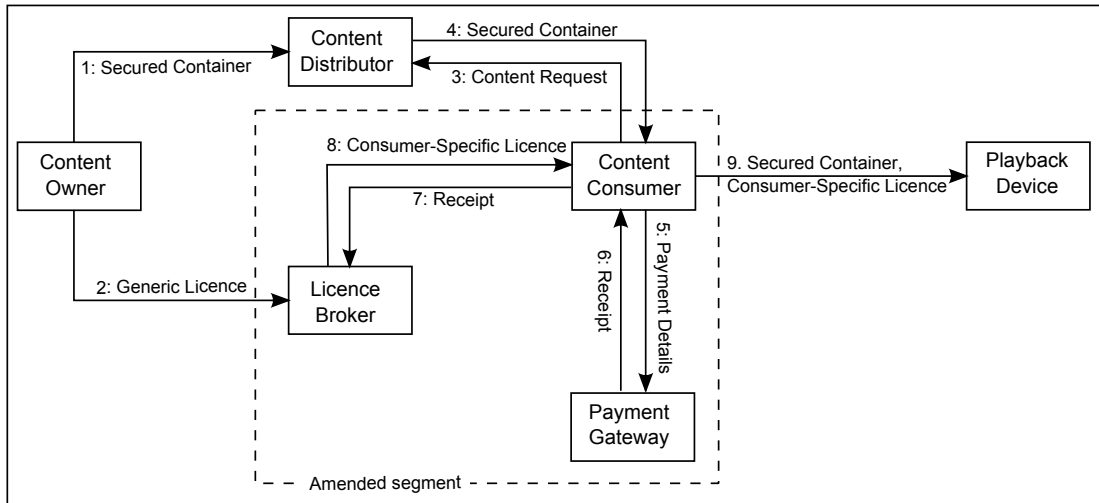 Content
Distributor
4: Secured Container
1: Secured Container
3: Content Request
8: Consumer-Specific Licence
Content
Owner
Content
Consumer
9. Secured Container,
Consumer-Specific Licence
Playback
Device
7: Receipt
5: Payment Details
6: Receipt
2: Generic Licence
Licence
Broker
Payment
Gateway
Amended segment